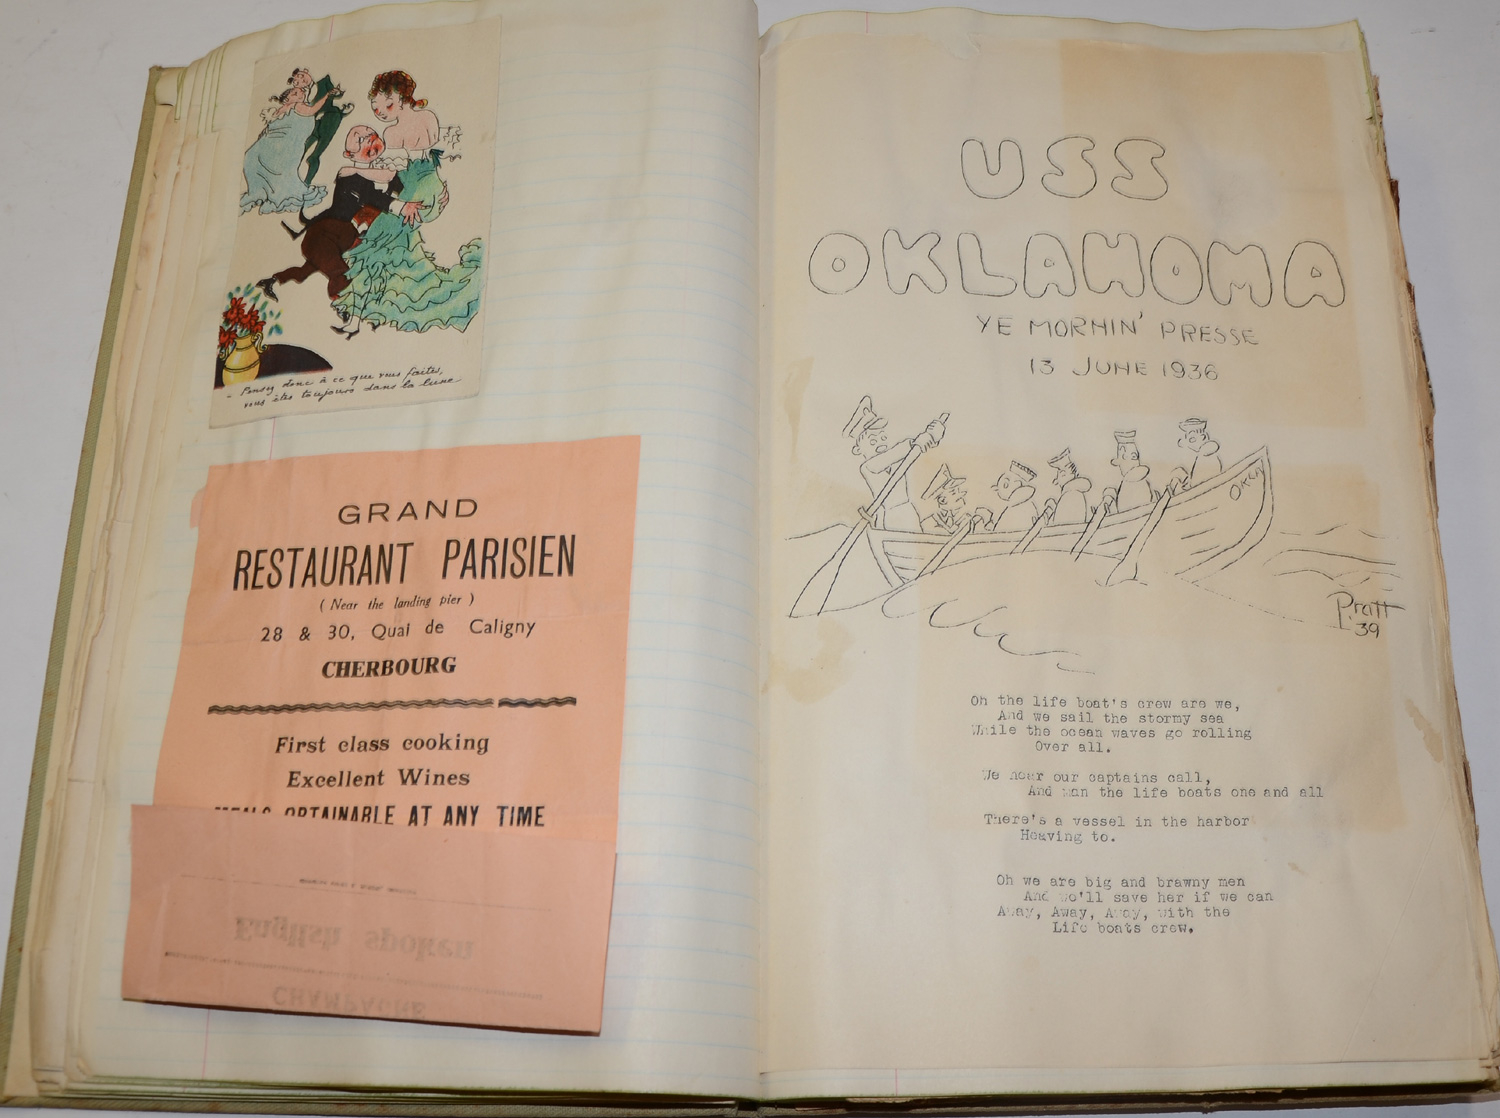 - Pensez donc à ce que vous faites,
vous êtes toujours dans la lune
GRAND
RESTAURANT PARISIEN
( Near the landing pier )
28 & 30, Quai de Caligny
CHERBOURG
First class cooking
Excellent Wines
MEALS OBTAINABLE AT ANY TIME
English spoken
CHAMPAGNE
USS
OKLAHOMA
YE MORNIN' PRESSE
13 JUNE 1936
OKLA
Pratt
'39
Oh the life boat's crew are we,
And we sail the stormy sea
While the ocean waves go rolling
Over all.
We hear our captains call,
And man the life boats one and all
There's a vessel in the harbor
Heaving to.
Oh we are big and brawny men
And we'll save her if we can
Away, Away, Away, with the
Life boats crew.